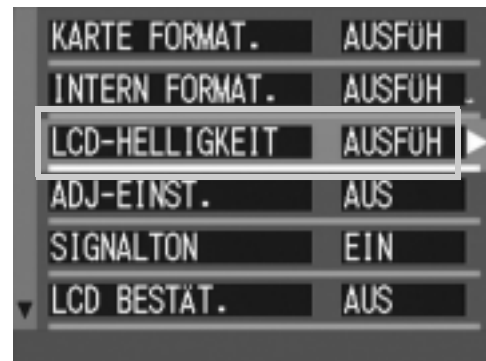 KARTE FORMAT. AUSFÜH
INTERN FORMAT. AUSFÜH.
LCD-HELLIGKEIT AUSFÜH
ADJ-EINST. AUS
SIGNALTON EIN
LCD BESTÄT. AUS